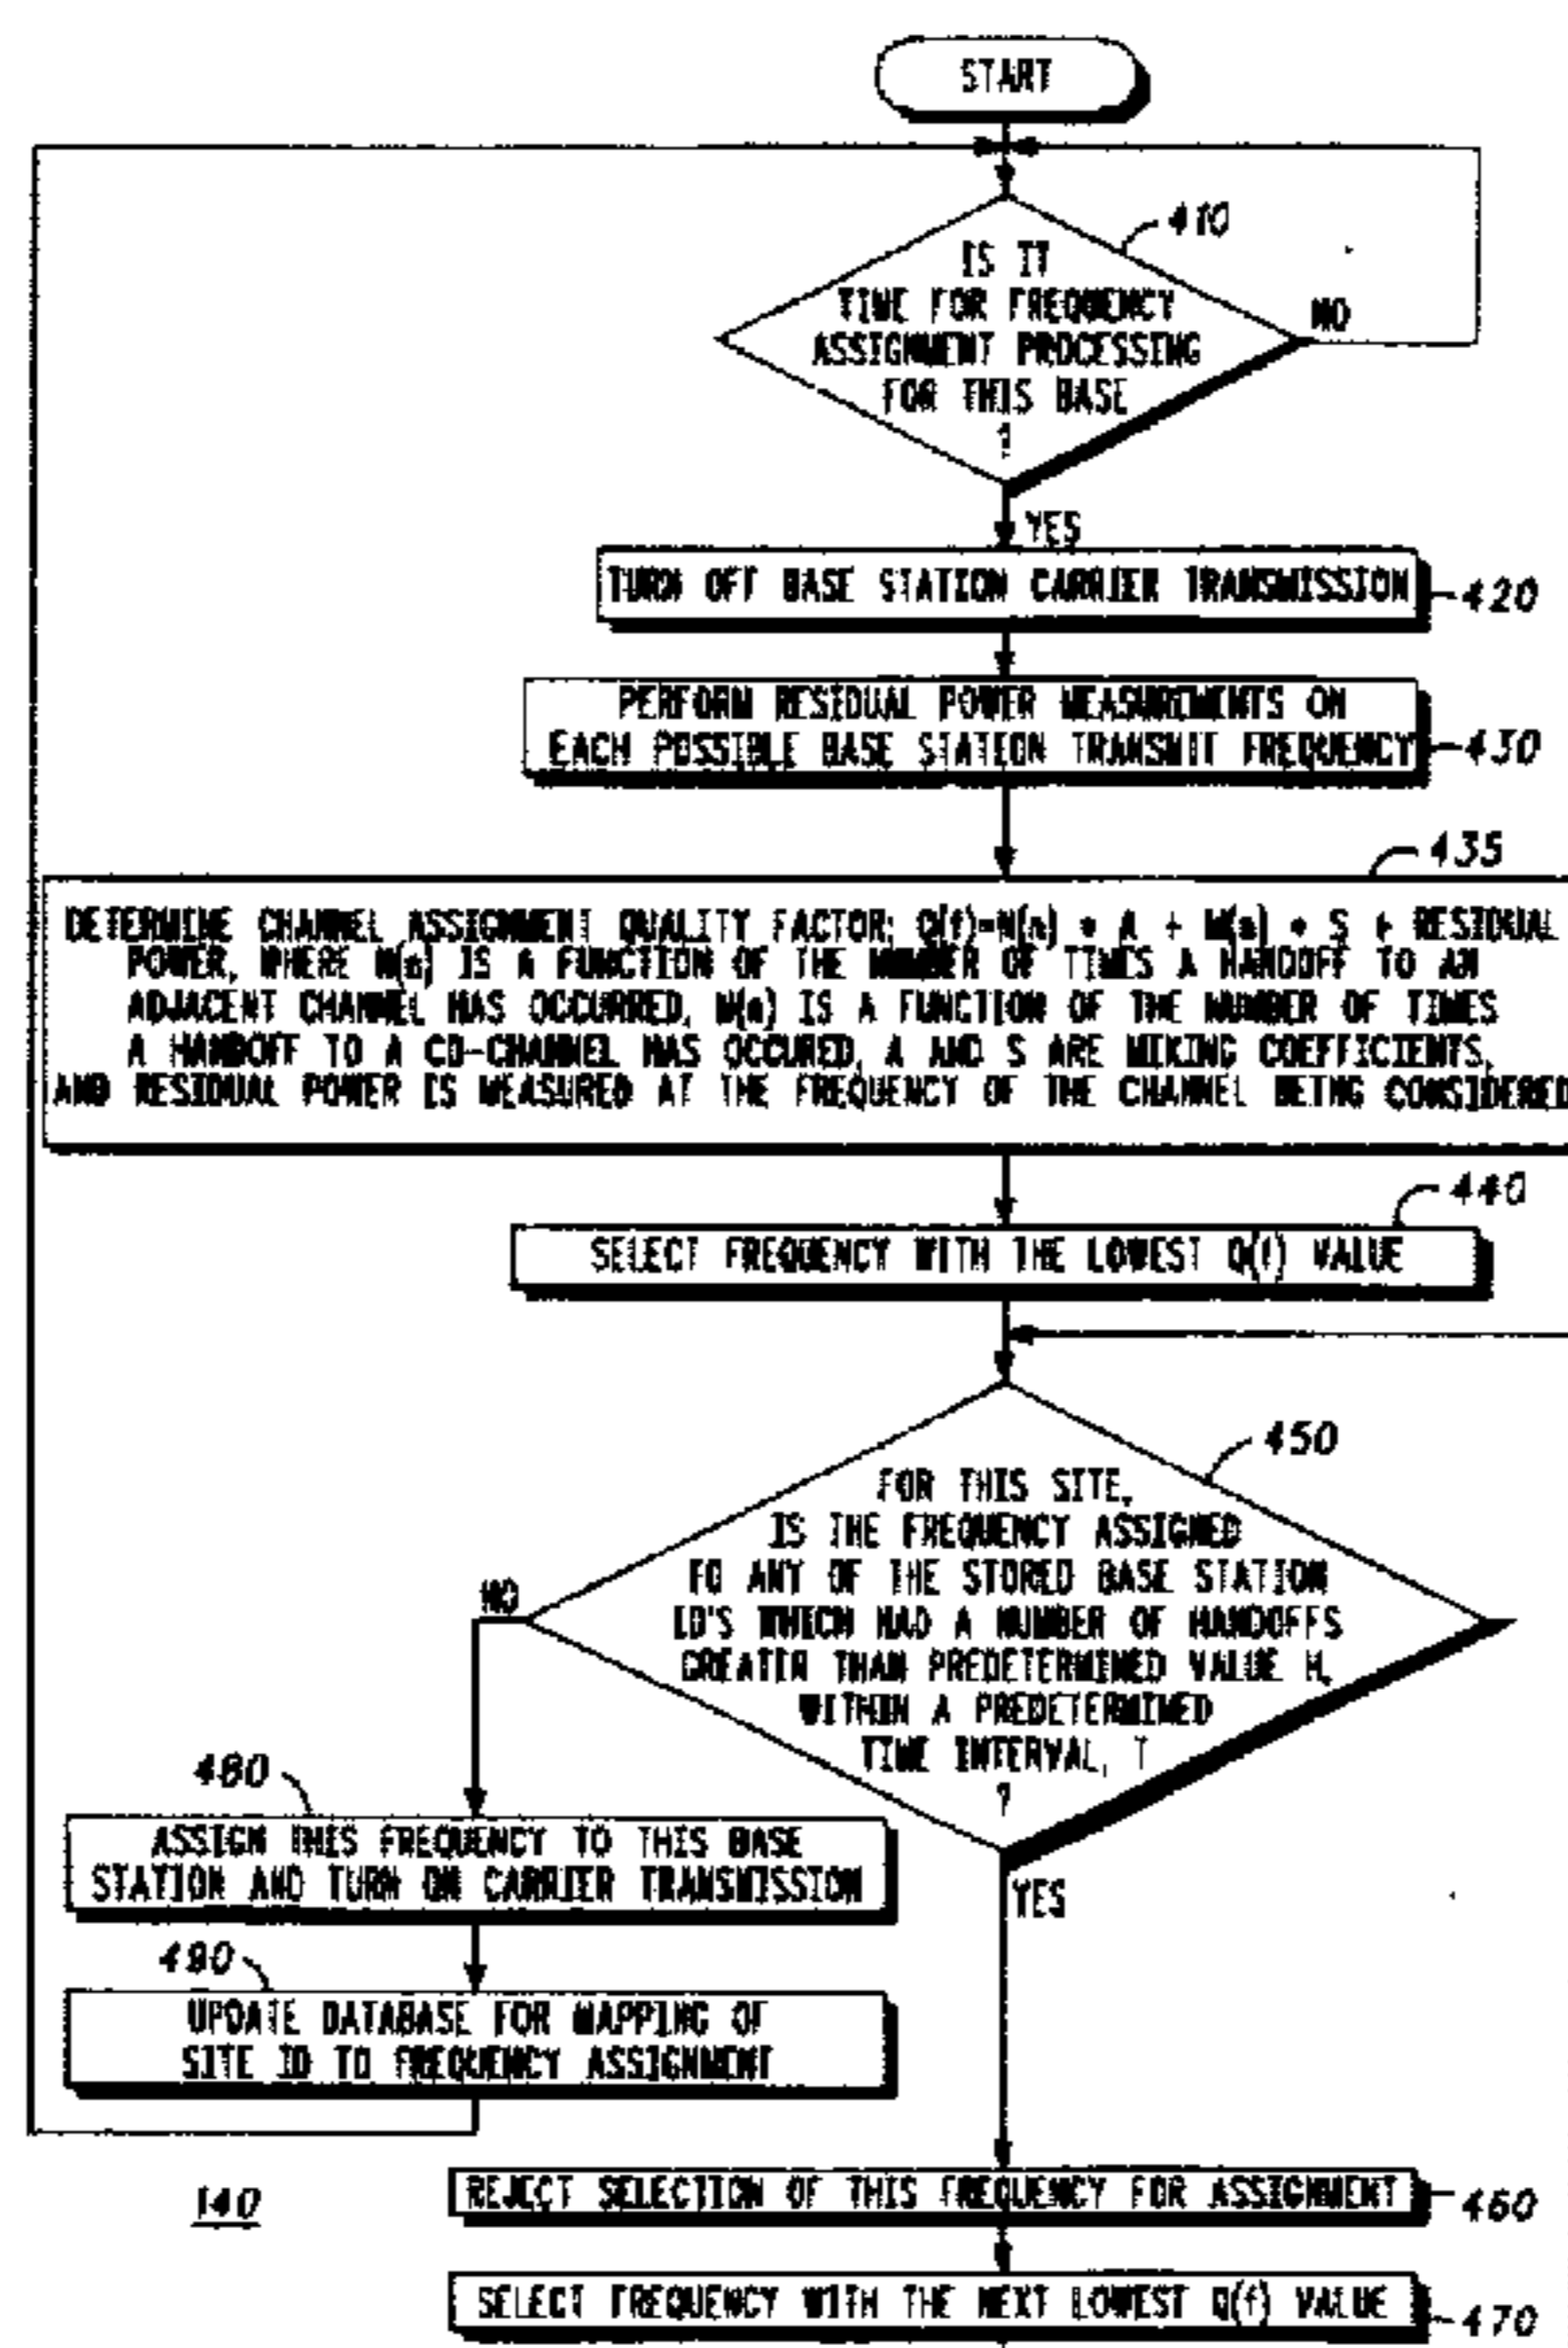 START
410
IS IT
TIME FOR FREQUENCY
ASSIGNMENT PROCESSING
FOR THIS BASE
?
NO
YES
TURN OFF BASE STATION CARRIER TRANSMISSION
420
PERFORM RESIDUAL POWER MEASUREMENTS ON
EACH POSSIBLE BASE STATION TRANSMIT FREQUENCY
430
435
DETERMINE CHANNEL ASSIGNMENT QUALITY FACTOR: A + S + RESIDUAL
POWER, WHERE IS A FUNCTION OF THE NUMBER OF TIMES A HANDOFF TO AN
ADJACENT CHANNEL HAS OCCURRED, IS A FUNCTION OF THE NUMBER OF TIMES
A HANDOFF TO A CO-CHANNEL HAS OCCURED, A AND S ARE MIXING COEFFICIENTS,
AND RESIDUAL POWER IS MEASURED AT THE FREQUENCY OF THE CHANNEL BEING CONSIDERED
440
SELECT FREQUENCY WITH THE LOWEST Q(f) VALUE
450
FOR THIS SITE,
IS THE FREQUENCY ASSIGNED
TO ANY OF THE STORED BASE STATION
ID'S WHICH HAD A NUMBER OF HANDOFFS
GREATER THAN PREDETERMINED VALUE H,
WITHIN A PREDETERMINED
TIME INTERVAL, T
?
NO
YES
480
ASSIGN THIS FREQUENCY TO THIS BASE
STATION AND TURN ON CARRIER TRANSMISSION
490
UPDATE DATABASE FOR MAPPING OF
SITE ID TO FREQUENCY ASSIGNMENT
140
REJECT SELECTION OF THIS FREQUENCY FOR ASSIGNMENT
460
SELECT FREQUENCY WITH THE NEXT LOWEST Q(f) VALUE
470